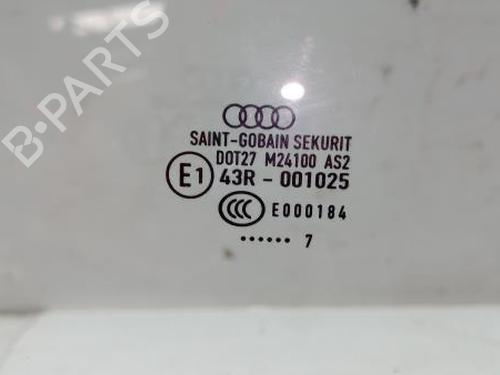 SAINT-GOBAIN SEKURIT
DOT27 M24100 AS2
E1 43R - 001025
CCC E000184
...... 7
B-PARTS